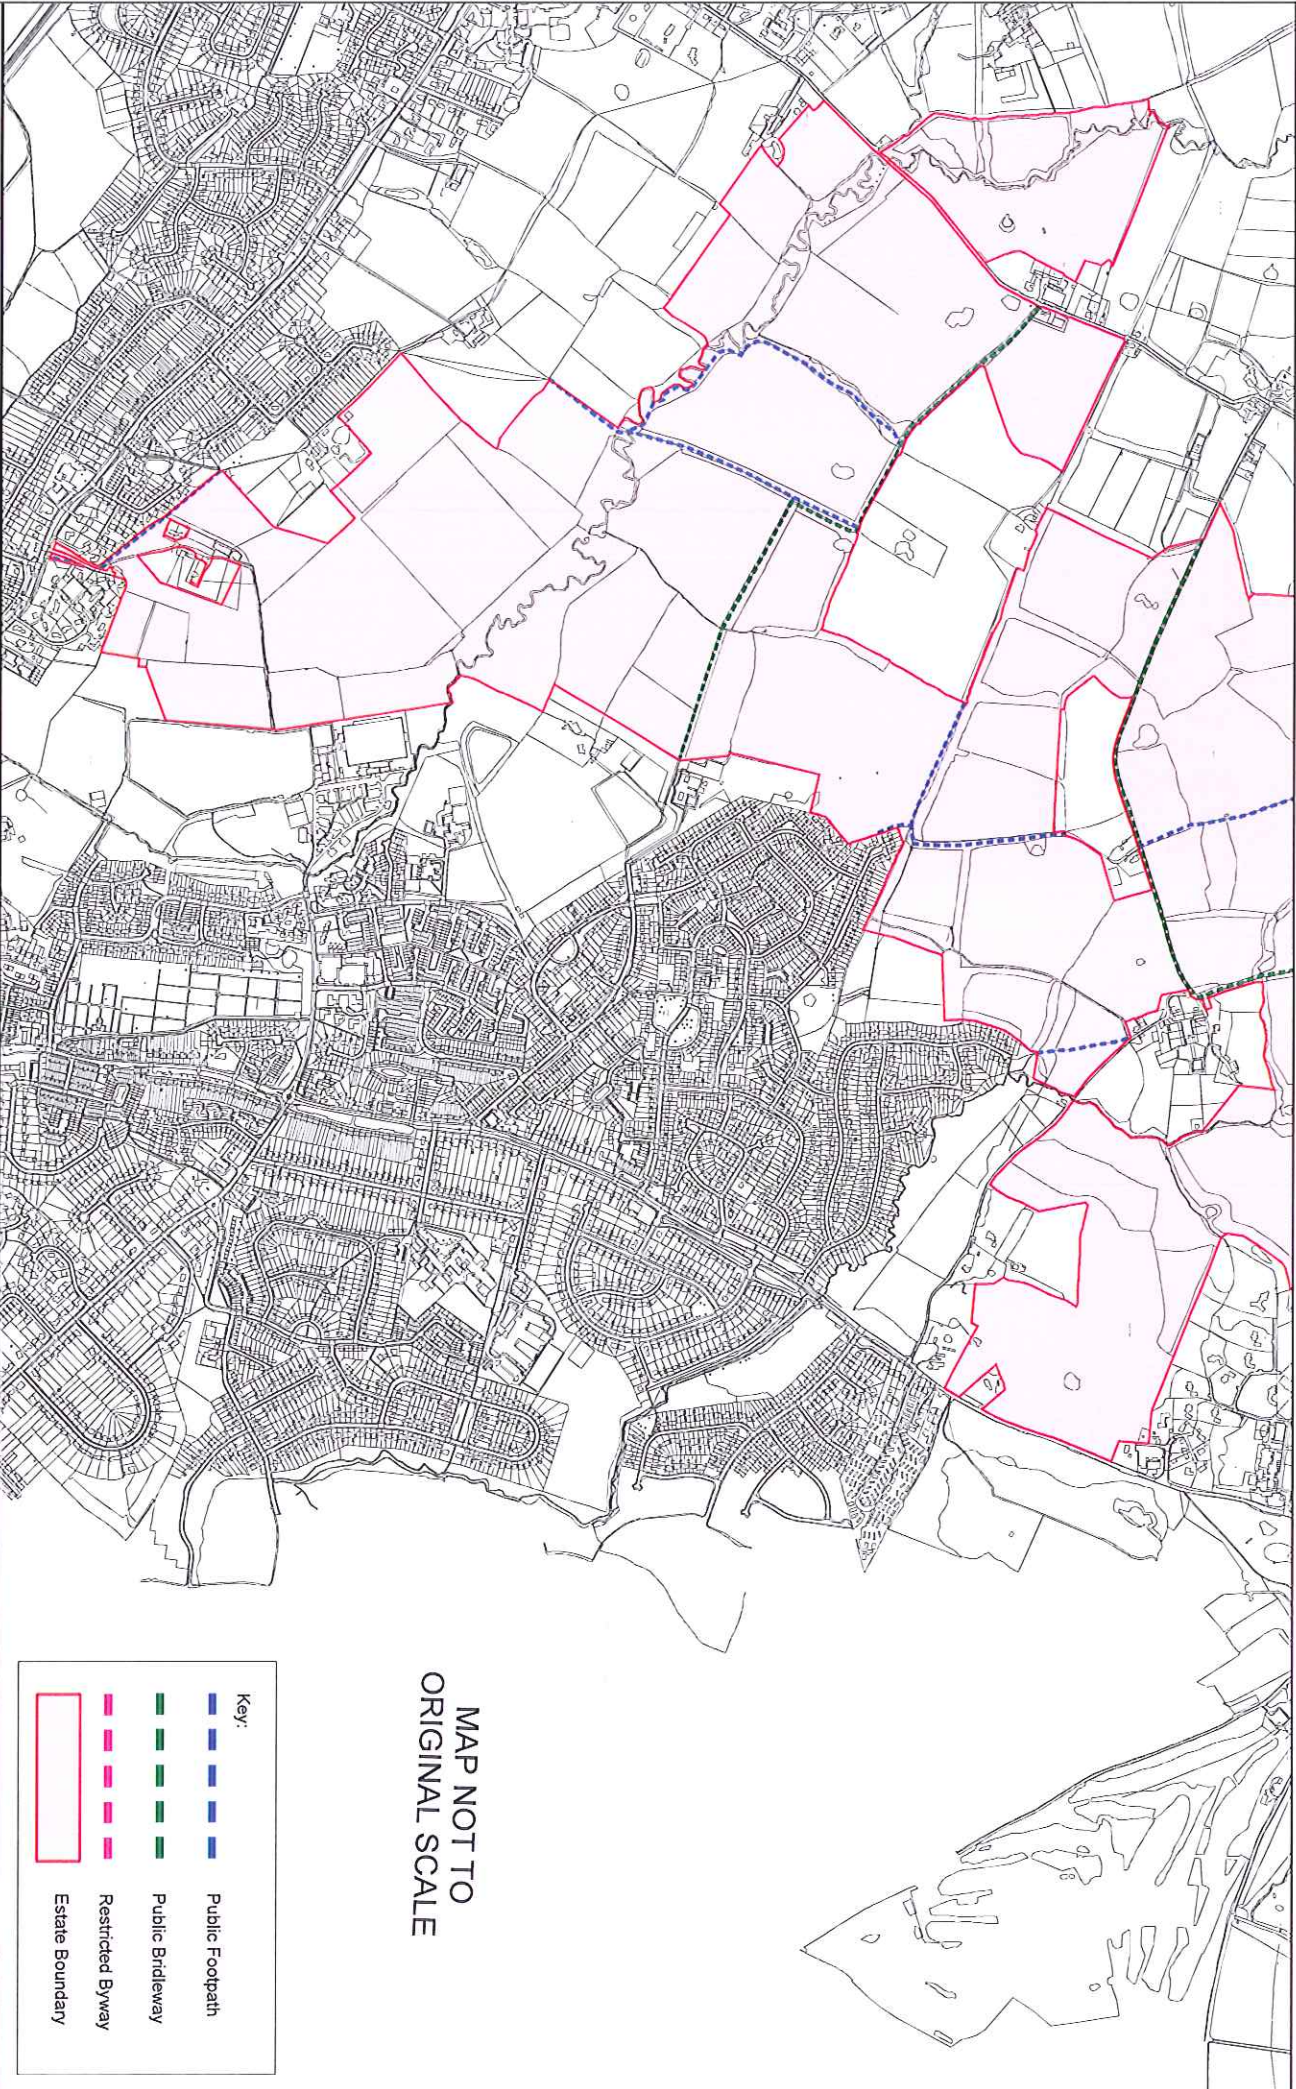 MAP NOT TO
ORIGINAL SCALE
Key:
Public Footpath
Public Bridleway
Restricted Byway
Estate Boundary